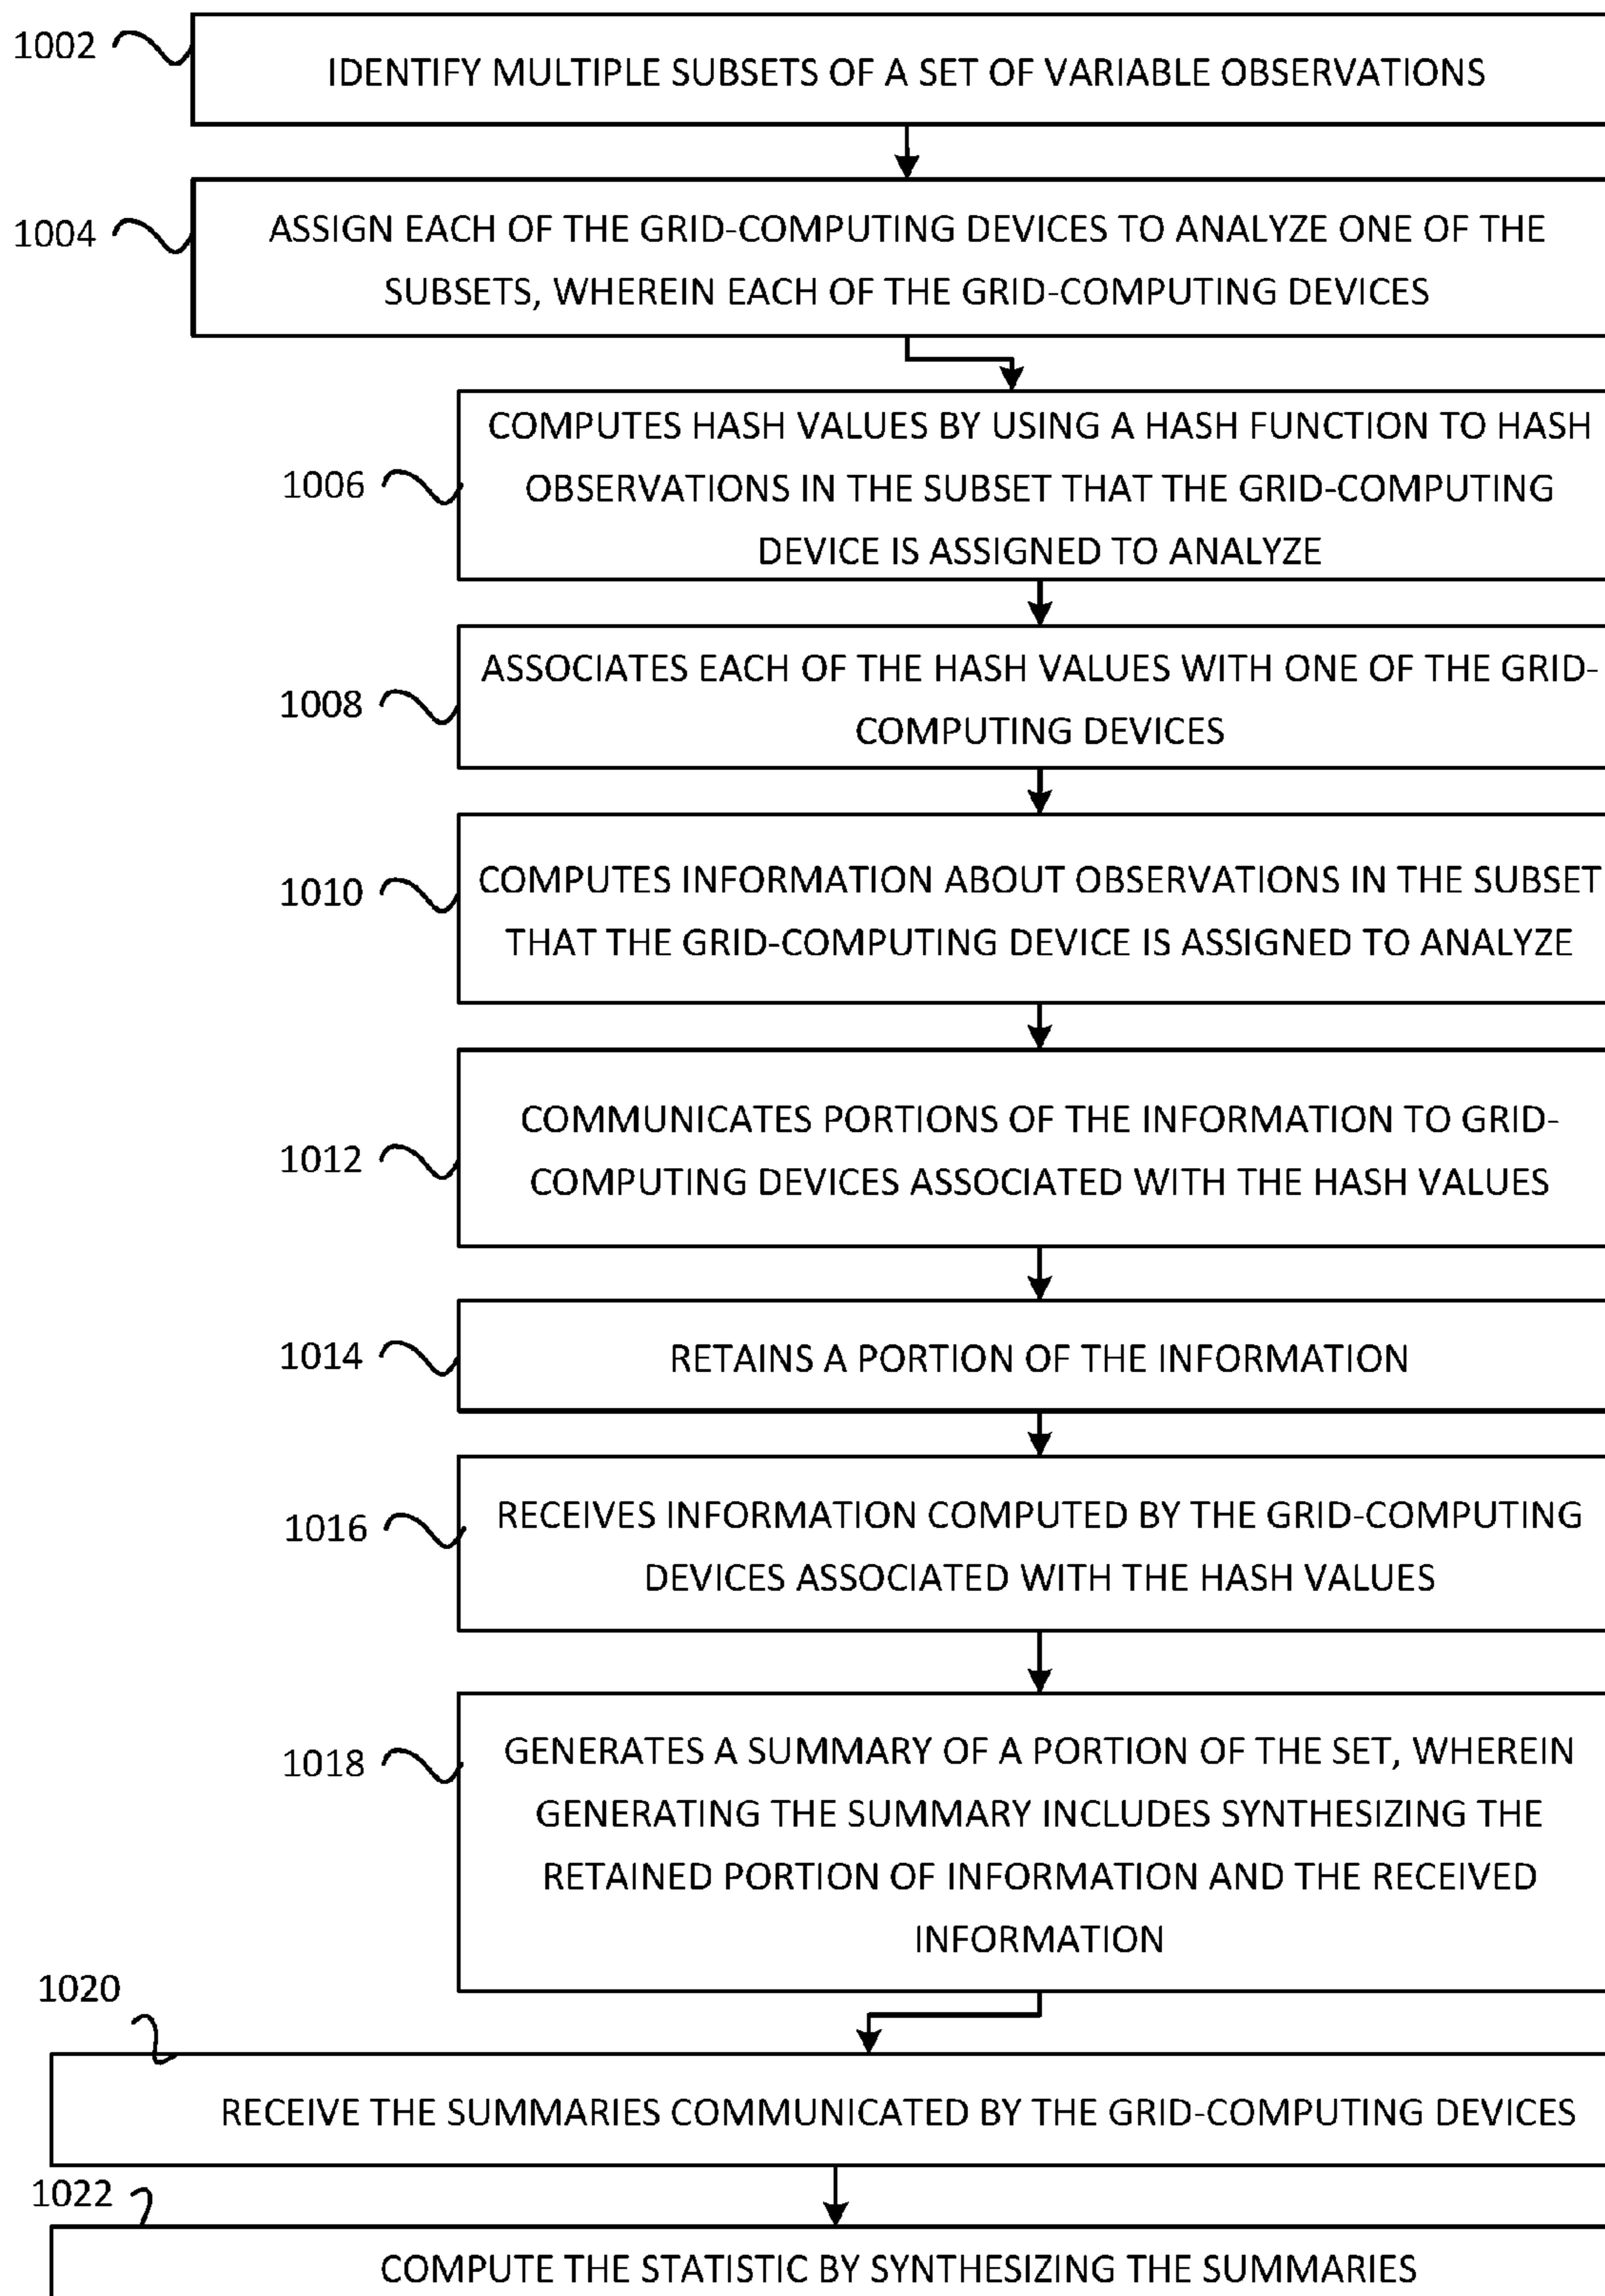 1002
IDENTIFY MULTIPLE SUBSETS OF A SET OF VARIABLE OBSERVATIONS
1004
ASSIGN EACH OF THE GRID-COMPUTING DEVICES TO ANALYZE ONE OF THE
SUBSETS, WHEREIN EACH OF THE GRID-COMPUTING DEVICES
1006
COMPUTES HASH VALUES BY USING A HASH FUNCTION TO HASH
OBSERVATIONS IN THE SUBSET THAT THE GRID-COMPUTING
DEVICE IS ASSIGNED TO ANALYZE
1008
ASSOCIATES EACH OF THE HASH VALUES WITH ONE OF THE GRID-
COMPUTING DEVICES
1010
COMPUTES INFORMATION ABOUT OBSERVATIONS IN THE SUBSET
THAT THE GRID-COMPUTING DEVICE IS ASSIGNED TO ANALYZE
1012
COMMUNICATES PORTIONS OF THE INFORMATION TO GRID-
COMPUTING DEVICES ASSOCIATED WITH THE HASH VALUES
1014
RETAINS A PORTION OF THE INFORMATION
1016
RECEIVES INFORMATION COMPUTED BY THE GRID-COMPUTING
DEVICES ASSOCIATED WITH THE HASH VALUES
1018
GENERATES A SUMMARY OF A PORTION OF THE SET, WHEREIN
GENERATING THE SUMMARY INCLUDES SYNTHESIZING THE
RETAINED PORTION OF INFORMATION AND THE RECEIVED
INFORMATION
1020
RECEIVE THE SUMMARIES COMMUNICATED BY THE GRID-COMPUTING DEVICES
1022
COMPUTE THE STATISTIC BY SYNTHESIZING THE SUMMARIES